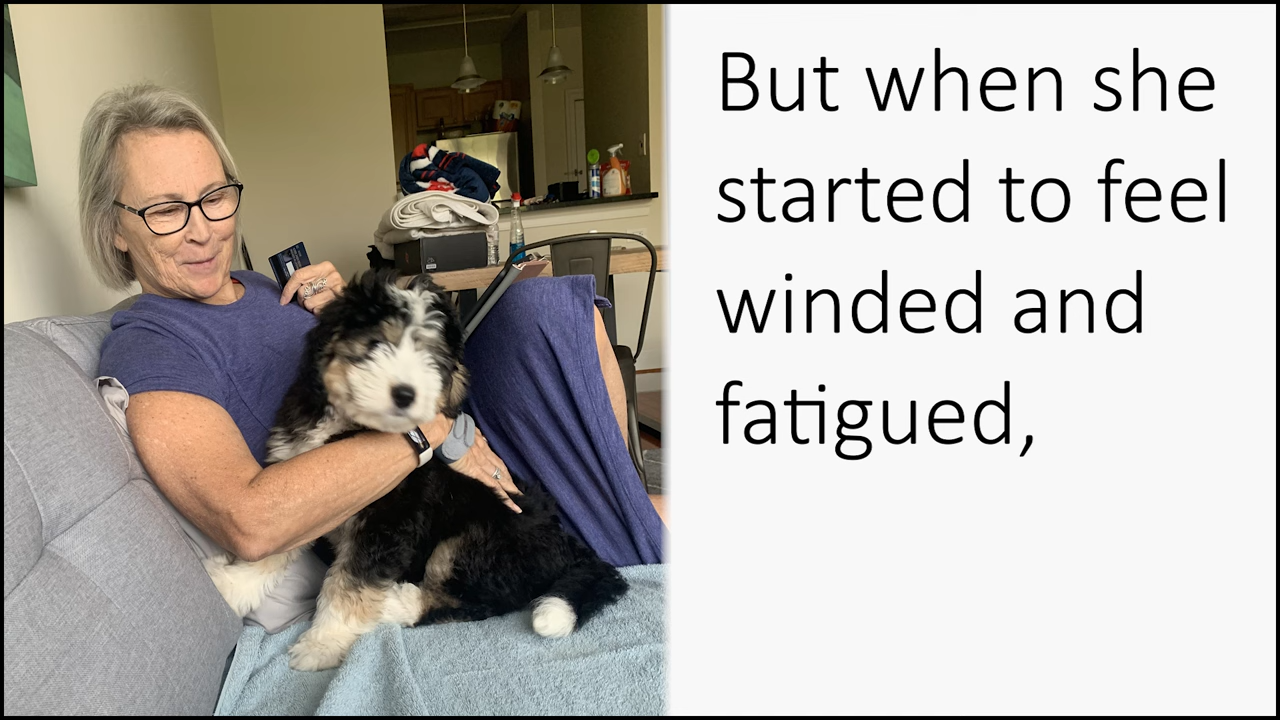 But when she
started to feel
winded and
fatigued,